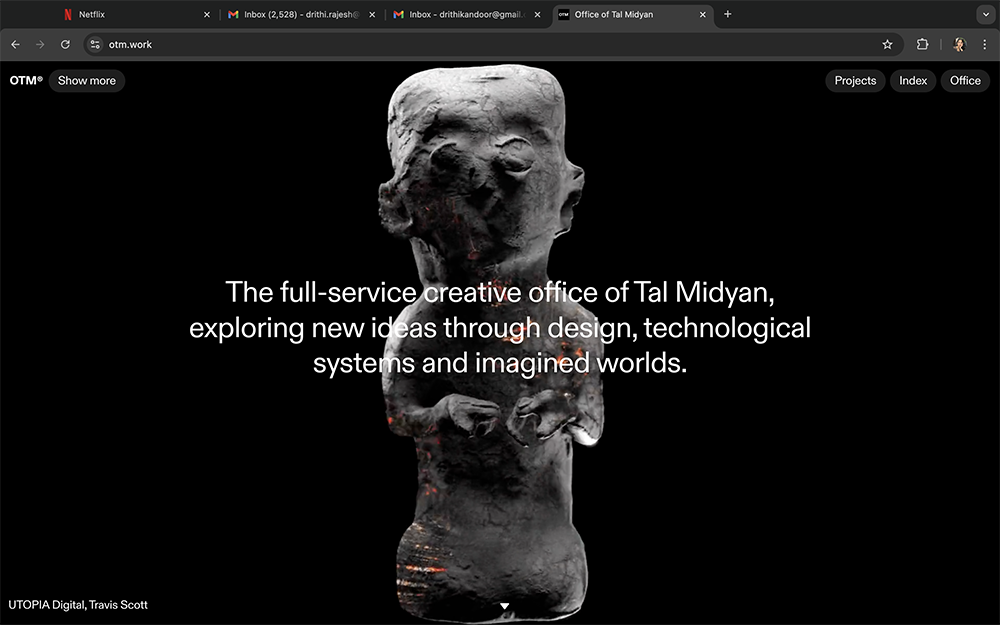 Netflix
Inbox (2,528) - drithi.rajesh@
Inbox - drithikandoor@gmail.
OTM
Office of Tal Midyan
otm.work
OTM®
Show more
Projects
Index
Office
The full-service creative office of Tal Midyan,
exploring new ideas through design, technological
systems and imagined worlds.
UTOPIA Digital, Travis Scott